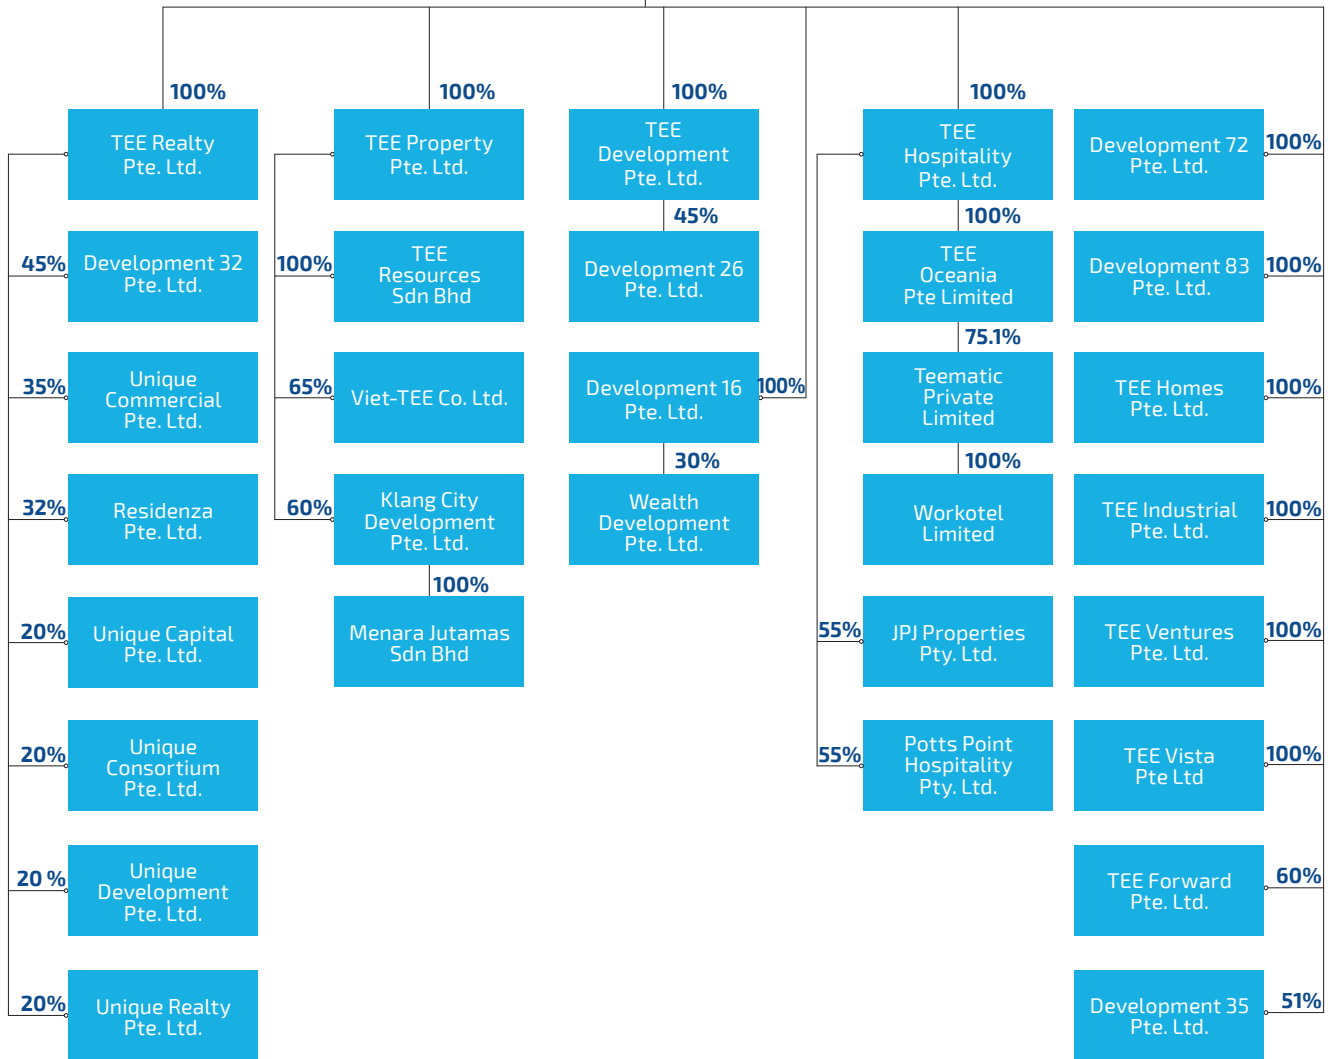 100%
TEE Realty
Pte. Ltd.
45%
Development 32
Pte. Ltd.
35%
Unique
Commercial
Pte. Ltd.
32%
Residenza
Pte. Ltd.
20%
Unique Capital
Pte. Ltd.
20%
Unique
Consortium
Pte. Ltd.
20 %
Unique
Development
Pte. Ltd.
20%
Unique Realty
Pte. Ltd.
100%
TEE Property
Pte. Ltd.
100%
TEE
Resources
Sdn Bhd
65%
Viet-TEE Co. Ltd.
60%
Klang City
Development
Pte. Ltd.
100%
Menara Jutamas
Sdn Bhd
100%
TEE
Development
Pte. Ltd.
45%
Development 26
Pte. Ltd.
Development 16
Pte. Ltd.
100%
30%
Wealth
Development
Pte. Ltd.
100%
TEE
Hospitality
Pte. Ltd.
100%
TEE
Oceania
Pte Limited
75.1%
Teematic
Private
Limited
100%
Workotel
Limited
55%
JPJ Properties
Pty. Ltd.
55%
Potts Point
Hospitality
Pty. Ltd.
Development 72
Pte. Ltd.
100%
Development 83
Pte. Ltd.
100%
TEE Homes
Pte. Ltd.
100%
TEE Industrial
Pte. Ltd.
100%
TEE Ventures
Pte. Ltd.
100%
TEE Vista
Pte Ltd
100%
TEE Forward
Pte. Ltd.
60%
Development 35
Pte. Ltd.
51%